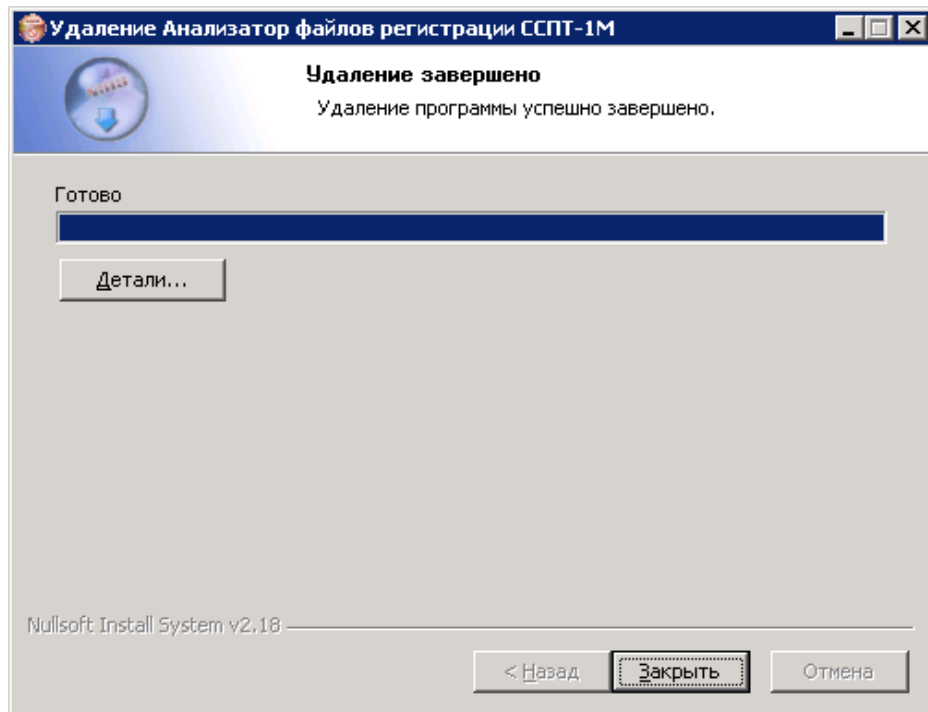 Удаление Анализатор файлов регистрации ССПТ-1М
Удаление завершено
Удаление программы успешно завершено.
Готово
Детали...
Nullsoft Install System v2.18
< Назад
Закрыть
Отмена